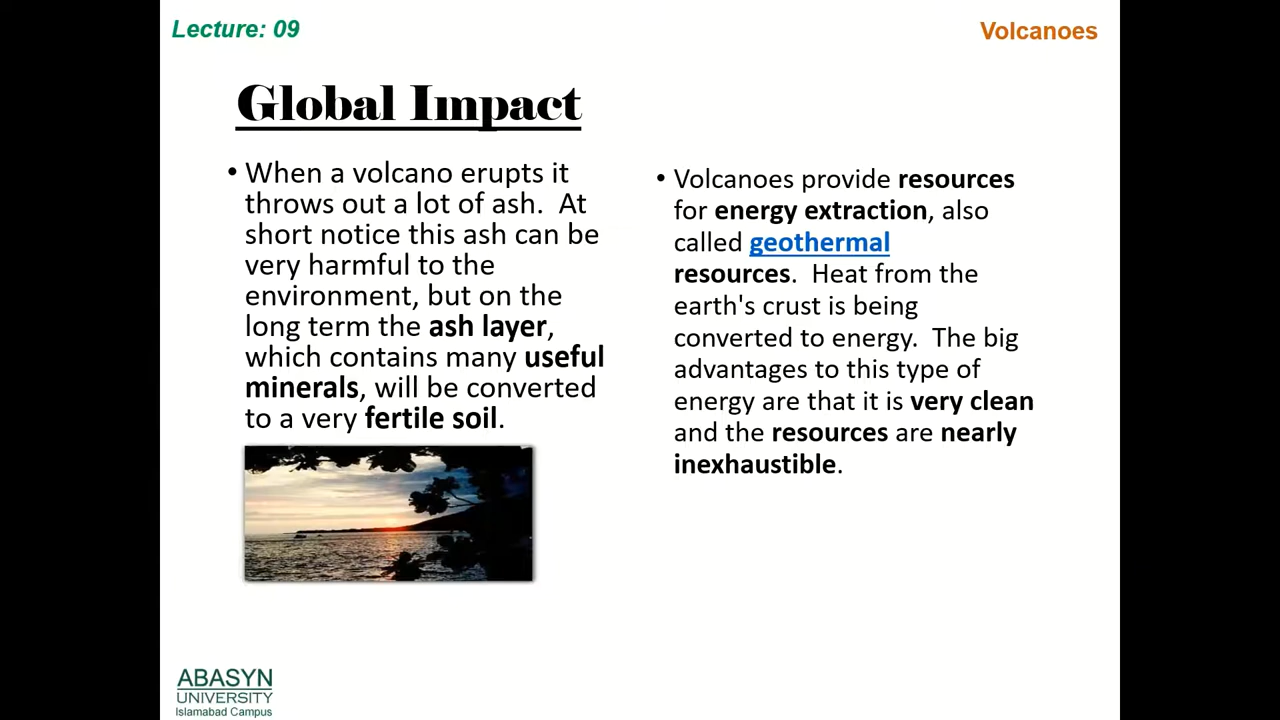 Lecture: 09
Volcanoes
Global Impact
• When a volcano erupts it
throws out a lot of ash.  At
short notice this ash can be
very harmful to the
environment, but on the
long term the ash layer,
which contains many useful
minerals, will be converted
to a very fertile soil.
• Volcanoes provide resources
for energy extraction, also
called geothermal
resources.  Heat from the
earth's crust is being
converted to energy.  The big
advantages to this type of
energy are that it is very clean
and the resources are nearly
inexhaustible.
ABASYN
UNIVERSITY
Islamabad Campus